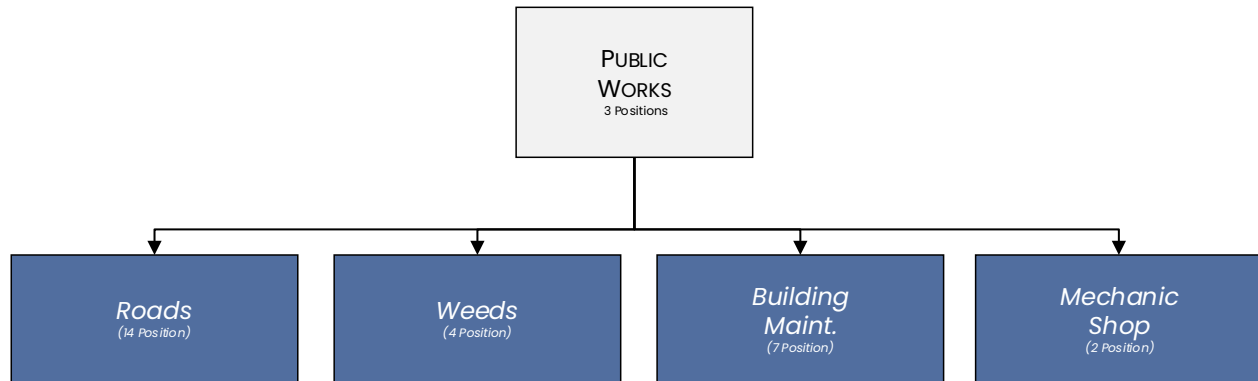 PUBLIC
WORKS
3 Positions
Roads
(14 Position)
Weeds
(4 Position)
Building
Maint.
(7 Position)
Mechanic
Shop
(2 Position)